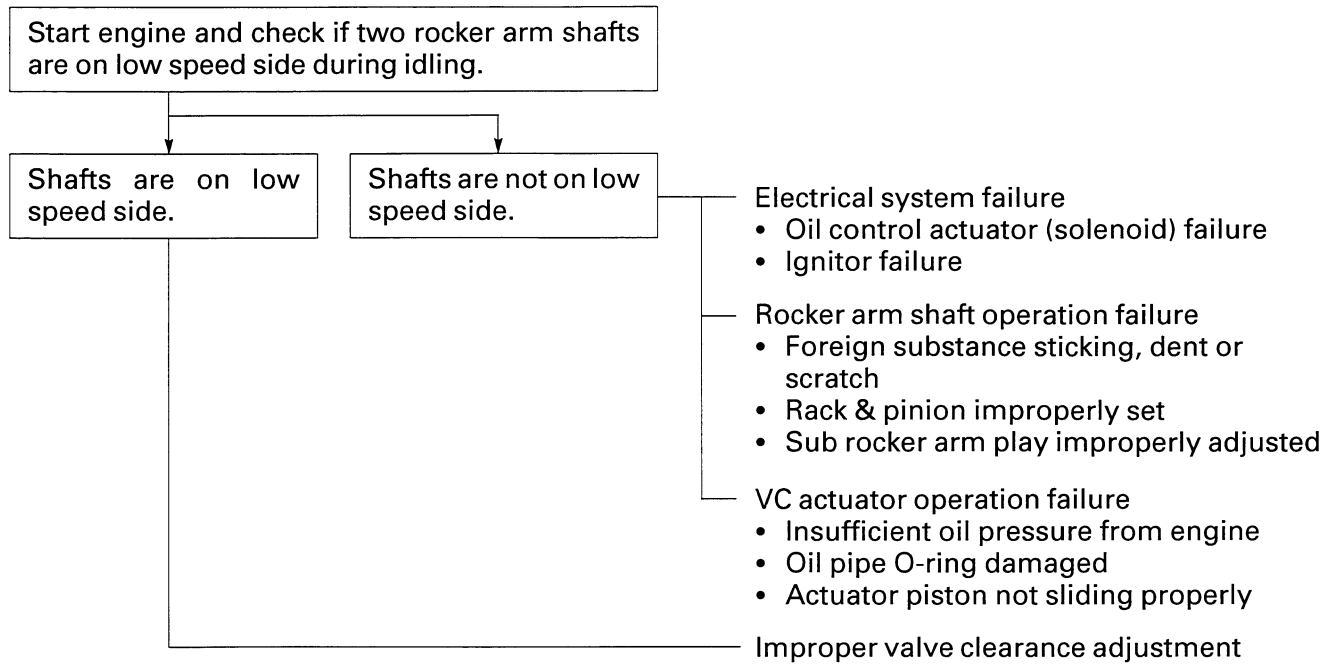 Start engine and check if two rocker arm shafts
are on low speed side during idling.
Shafts are on low
speed side.
Shafts are not on low
speed side.
Electrical system failure
• Oil control actuator (solenoid) failure
• Ignitor failure
Rocker arm shaft operation failure
• Foreign substance sticking, dent or
scratch
• Rack & pinion improperly set
• Sub rocker arm play improperly adjusted
VC actuator operation failure
• Insufficient oil pressure from engine
• Oil pipe O-ring damaged
• Actuator piston not sliding properly
Improper valve clearance adjustment